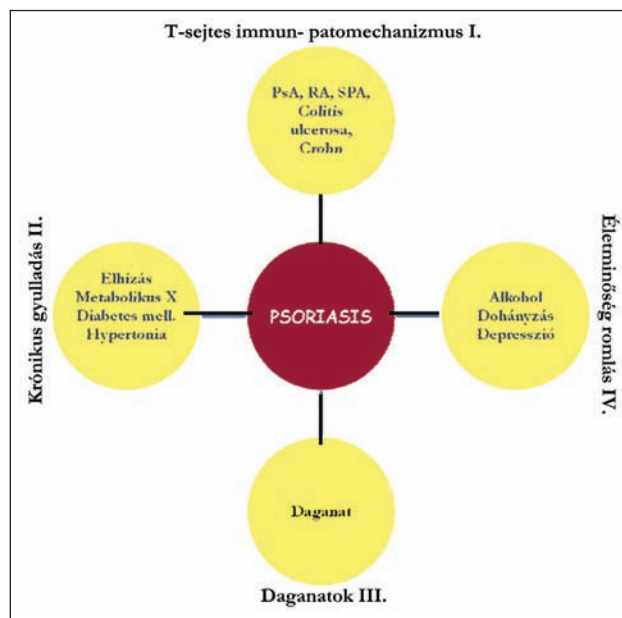 T-sejtes immun- patomechanizmus I.
PsA, RA, SPA,
Colitis
ulcerosa,
Crohn
Krónikus gyulladás II.
Elhízás
Metabolikus X
Diabetes mell.
Hypertonia
PSORIASIS
Alkohol
Dohányzás
Depresszió
Életminőség romlás IV.
Daganat
Daganatok III.